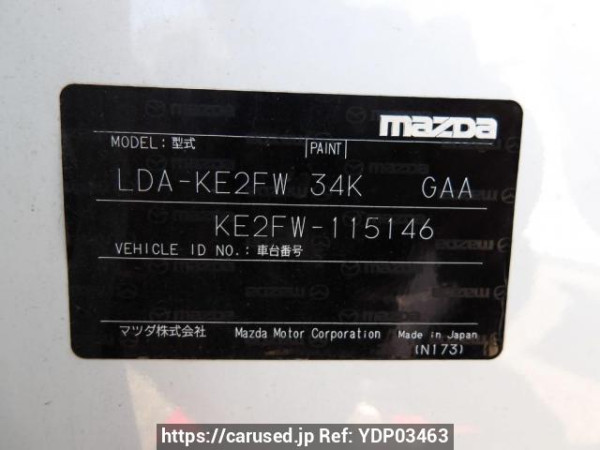 mazda
MODEL: 型式 PAINT
LDA-KE2FW 34K GAA
KE2FW-115146
VEHICLE ID NO.: 車台番号
マツダ株式会社 Mazda Motor Corporation Made in Japan
(N173)
https://carused.jp Ref: YDP03463